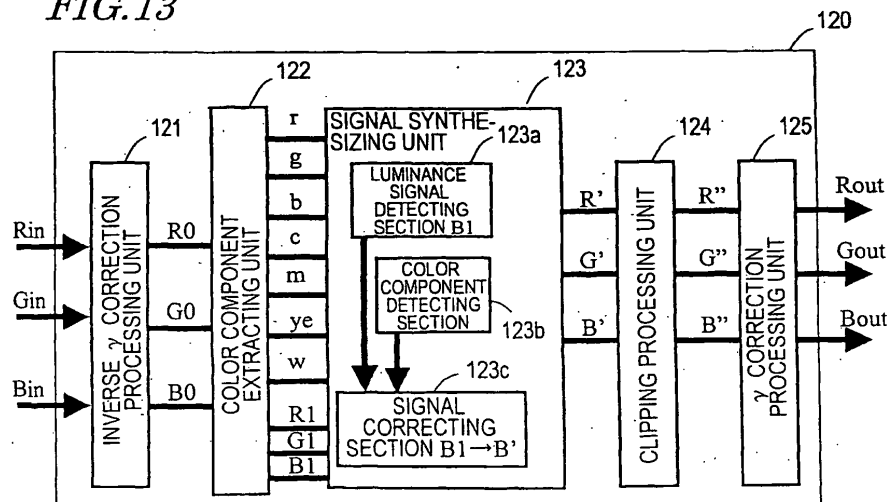 FIG.13
120
122
123
121
r
SIGNAL SYNTHE-
SIZING UNIT
123a
124
125
g
LUMINANCE
SIGNAL
DETECTING
SECTION B1
b
Rin
R0
R'
R''
Rout
c
COLOR
COMPONENT
DETECTING
SECTION
m
123b
Gin
G0
G'
G''
Gout
ye
w
B'
B''
Bout
123c
Bin
B0
SIGNAL
CORRECTING
SECTION B1→B'
R1
G1
B1
INVERSE γ CORRECTION
PROCESSING UNIT
COLOR COMPONENT
EXTRACTING UNIT
CLIPPING PROCESSING UNIT
γ CORRECTION
PROCESSING UNIT